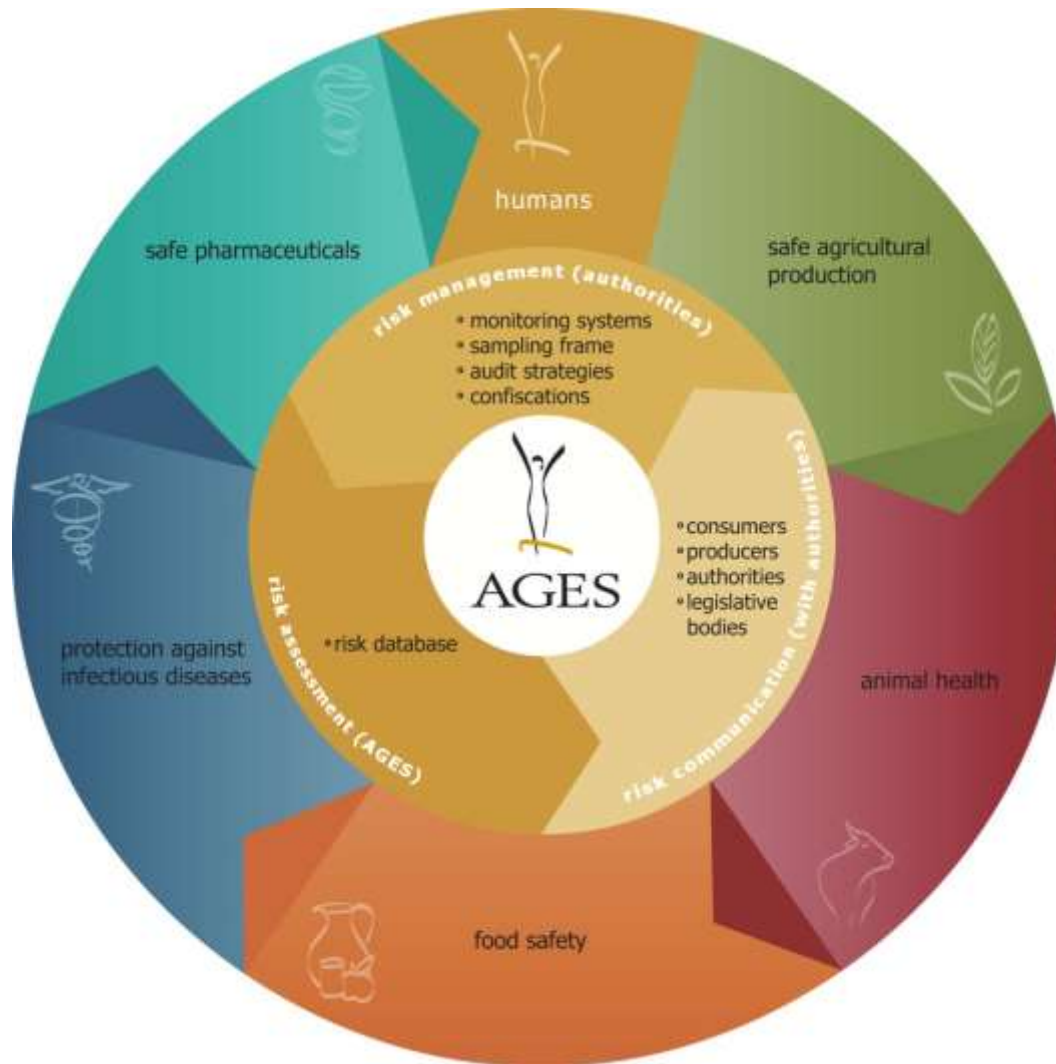 humans
safe pharmaceuticals
safe agricultural
production
risk management (authorities)
• monitoring systems
• sampling frame
• audit strategies
• confiscations
AGES
• consumers
• producers
• authorities
• legislative
bodies
risk communication (with authorities)
• risk database
risk assessment (AGES)
protection against
infectious diseases
animal health
food safety